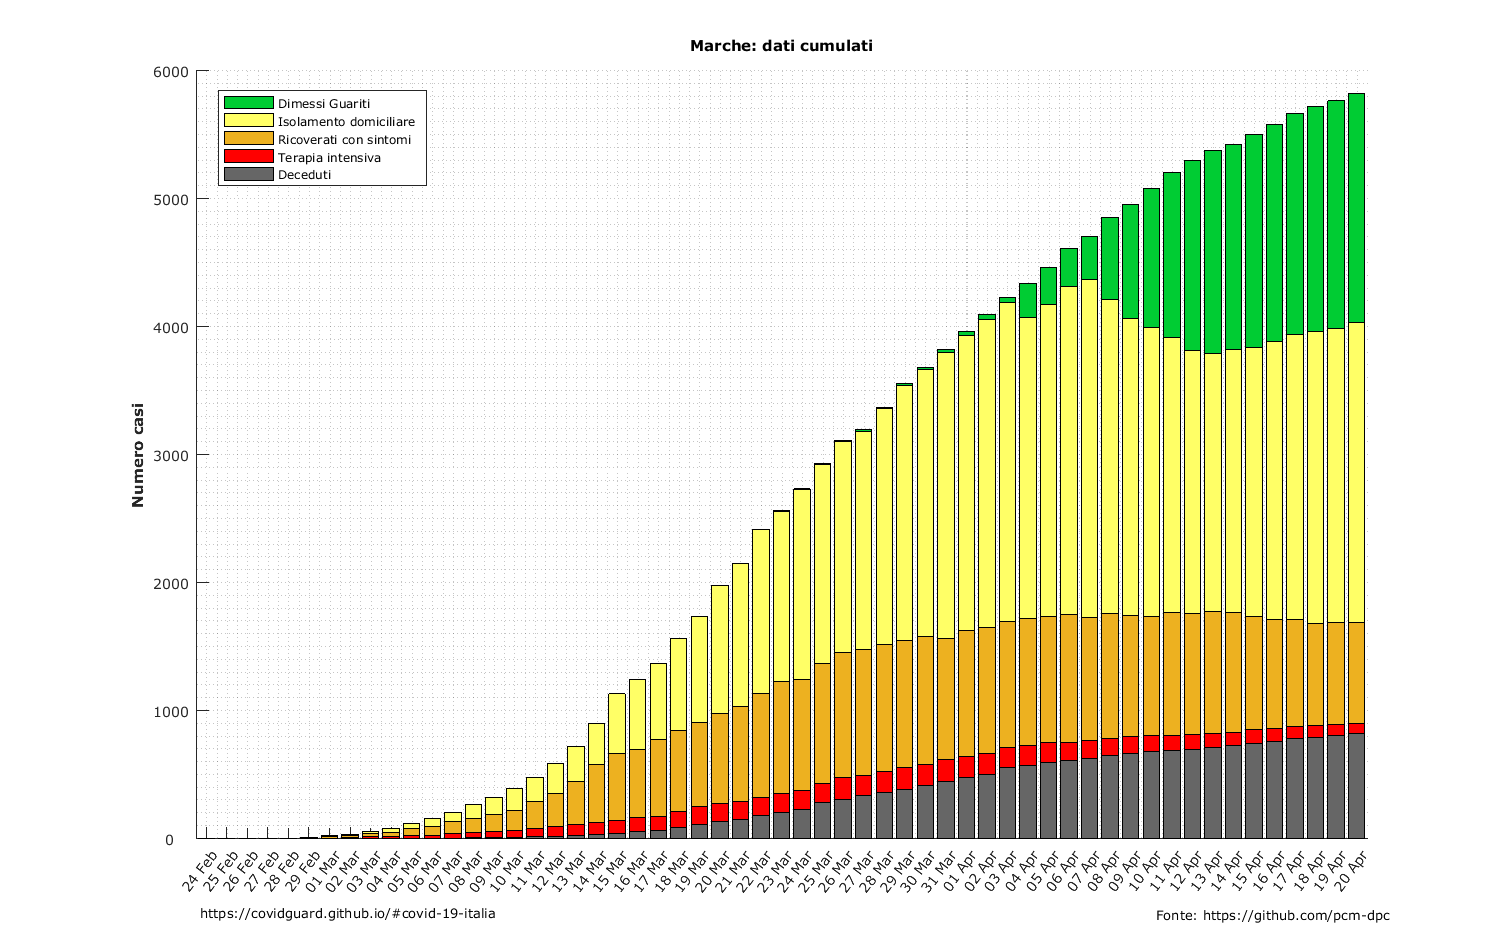 Marche: dati cumulati
6000
5000
4000
3000
2000
1000
0
Numero casi
Dimessi Guariti
Isolamento domiciliare
Ricoverati con sintomi
Terapia intensiva
Deceduti
24 Feb
25 Feb
26 Feb
27 Feb
28 Feb
29 Feb
01 Mar
02 Mar
03 Mar
04 Mar
05 Mar
06 Mar
07 Mar
08 Mar
09 Mar
10 Mar
11 Mar
12 Mar
13 Mar
14 Mar
15 Mar
16 Mar
17 Mar
18 Mar
19 Mar
20 Mar
21 Mar
22 Mar
23 Mar
24 Mar
25 Mar
26 Mar
27 Mar
28 Mar
29 Mar
30 Mar
31 Mar
01 Apr
02 Apr
03 Apr
04 Apr
05 Apr
06 Apr
07 Apr
08 Apr
09 Apr
10 Apr
11 Apr
12 Apr
13 Apr
14 Apr
15 Apr
16 Apr
17 Apr
18 Apr
19 Apr
20 Apr
https://covidguard.github.io/#covid-19-italia
Fonte: https://github.com/pcm-dpc